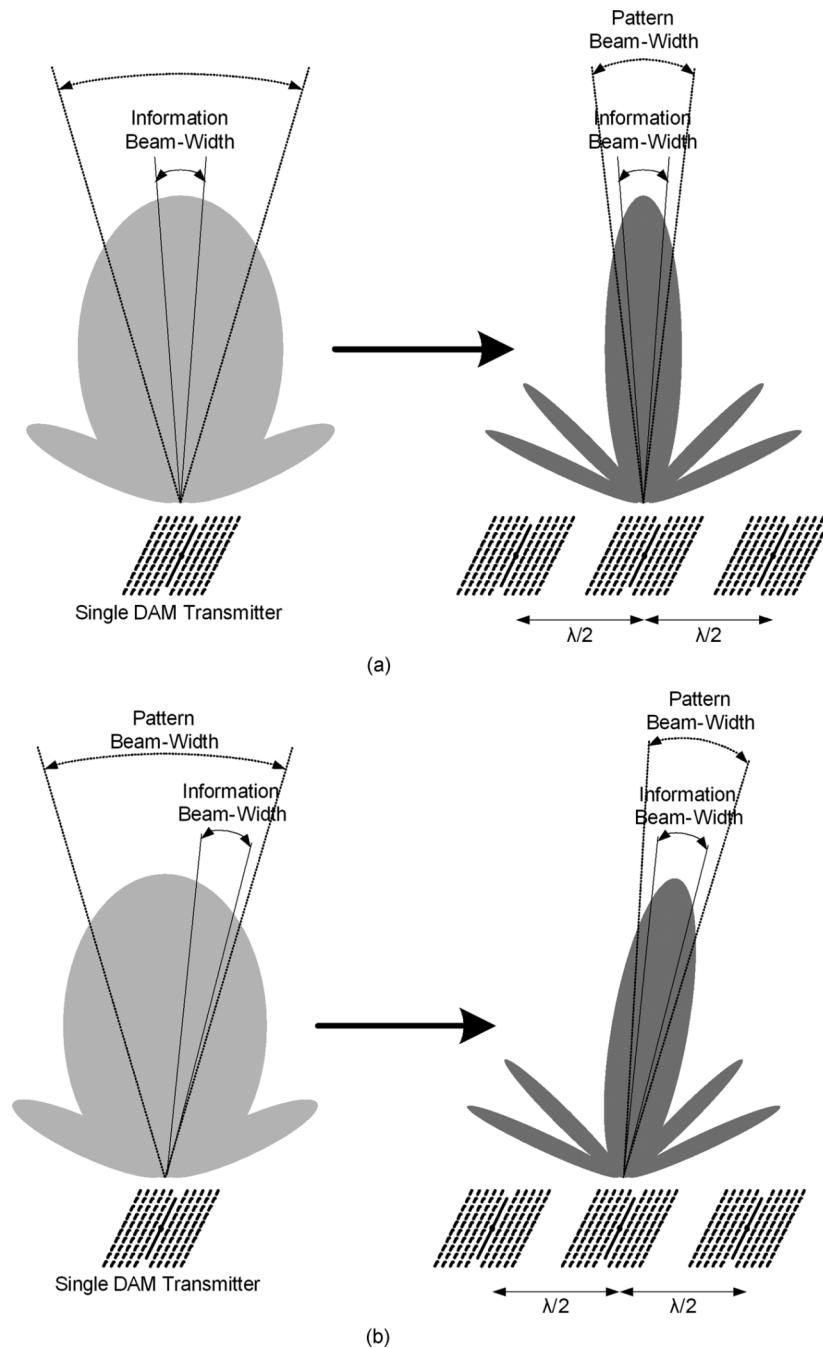 Pattern
Beam-Width
Information
Beam-Width
Information
Beam-Width
Single DAM Transmitter
λ/2
λ/2
(a)
Pattern
Beam-Width
Information
Beam-Width
Pattern
Beam-Width
Information
Beam-Width
Single DAM Transmitter
λ/2
λ/2
(b)